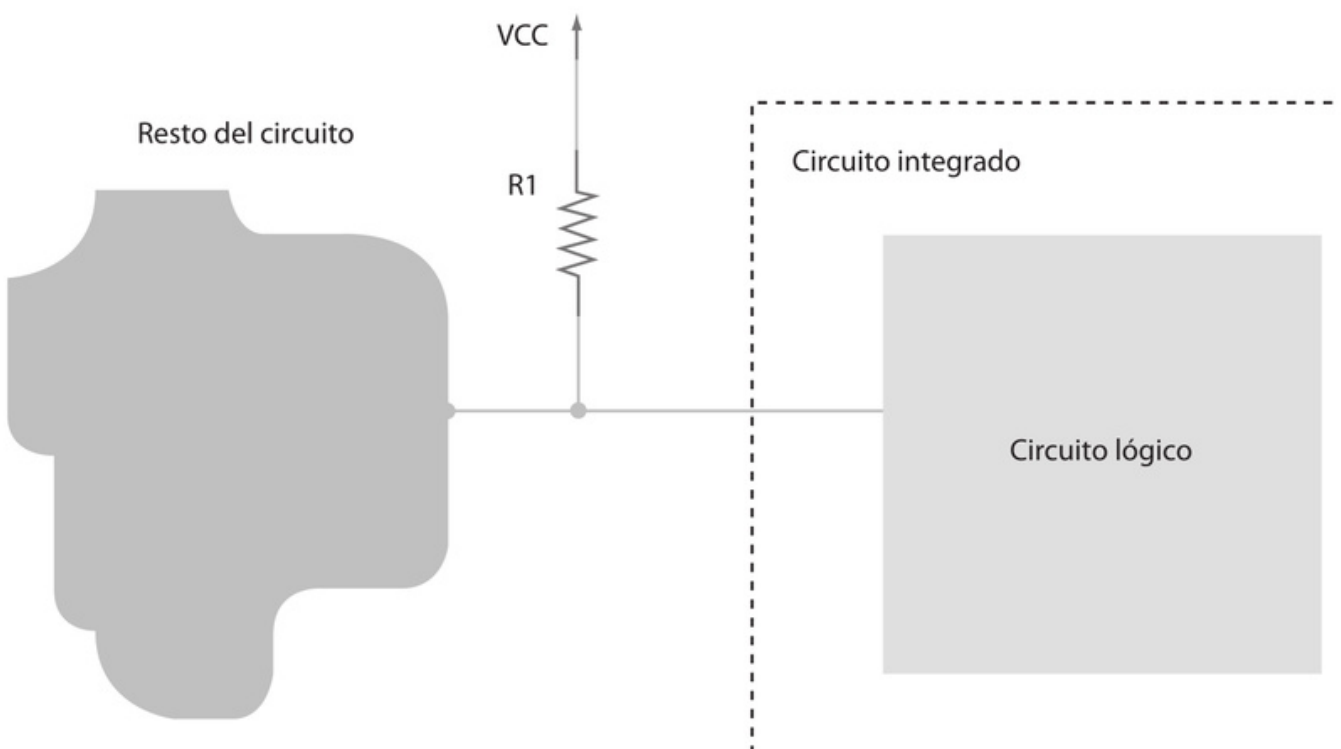 VCC
Resto del circuito
Circuito integrado
R1
Circuito lógico